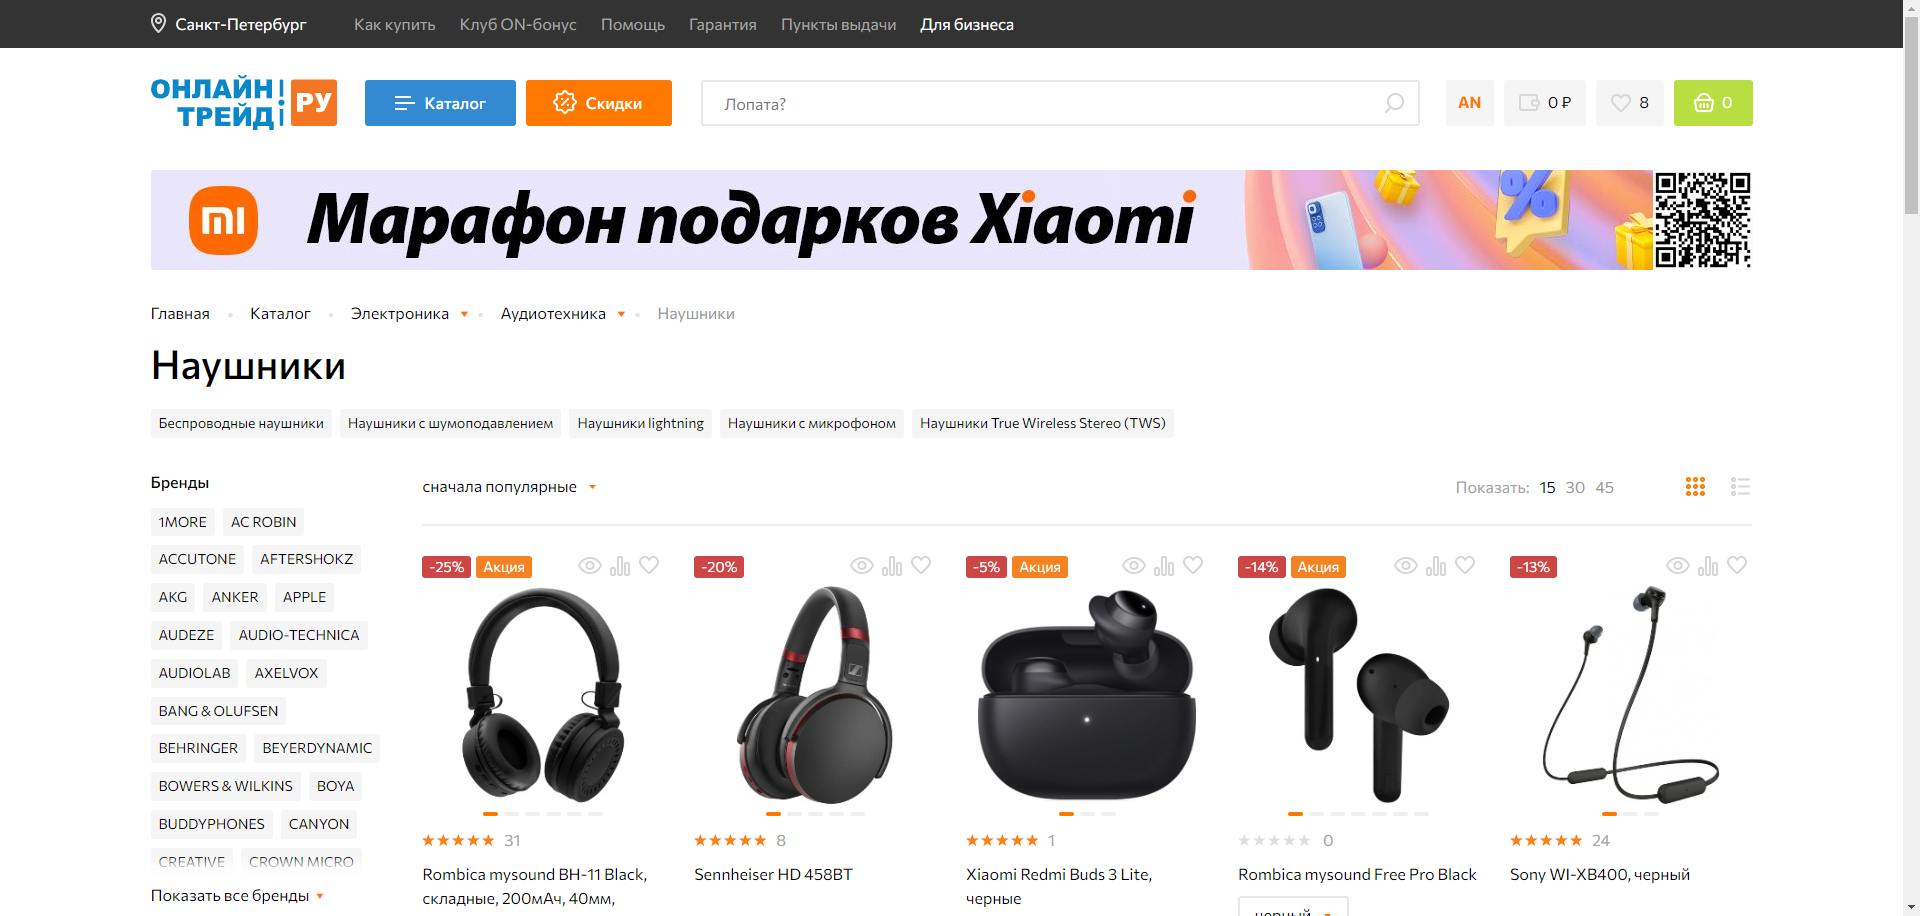 Санкт-Петербург
Как купить
Клуб ON-бонус
Помощь
Гарантия
Пункты выдачи
Для бизнеса
ОНЛАЙН
ТРЕЙД
РУ
Каталог
Скидки
Лопата?
AN
0 ₽
8
0
Марафон подарков Xiaomi
Главная
Каталог
Электроника
Аудиотехника
Наушники
Наушники
Беспроводные наушники
Наушники с шумоподавлением
Наушники lightning
Наушники с микрофоном
Наушники True Wireless Stereo (TWS)
Бренды
1MORE
AC ROBIN
ACCUTONE
AFTERSHOKZ
AKG
ANKER
APPLE
AUDEZE
AUDIO-TECHNICA
AUDIOLAB
AXELVOX
BANG & OLUFSEN
BEHRINGER
BEYERDYNAMIC
BOWERS & WILKINS
BOYA
BUDDYPHONES
CANYON
CREATIVE
CROWN MICRO
Показать все бренды
сначала популярные
Показать: 15 30 45
-25% Акция
31
Rombica mysound BH-11 Black,
складные, 200мАч, 40мм,
-20%
8
Sennheiser HD 458BT
-5% Акция
1
Xiaomi Redmi Buds 3 Lite,
черные
-14% Акция
0
Rombica mysound Free Pro Black
черный
-13%
24
Sony WI-XB400, черный